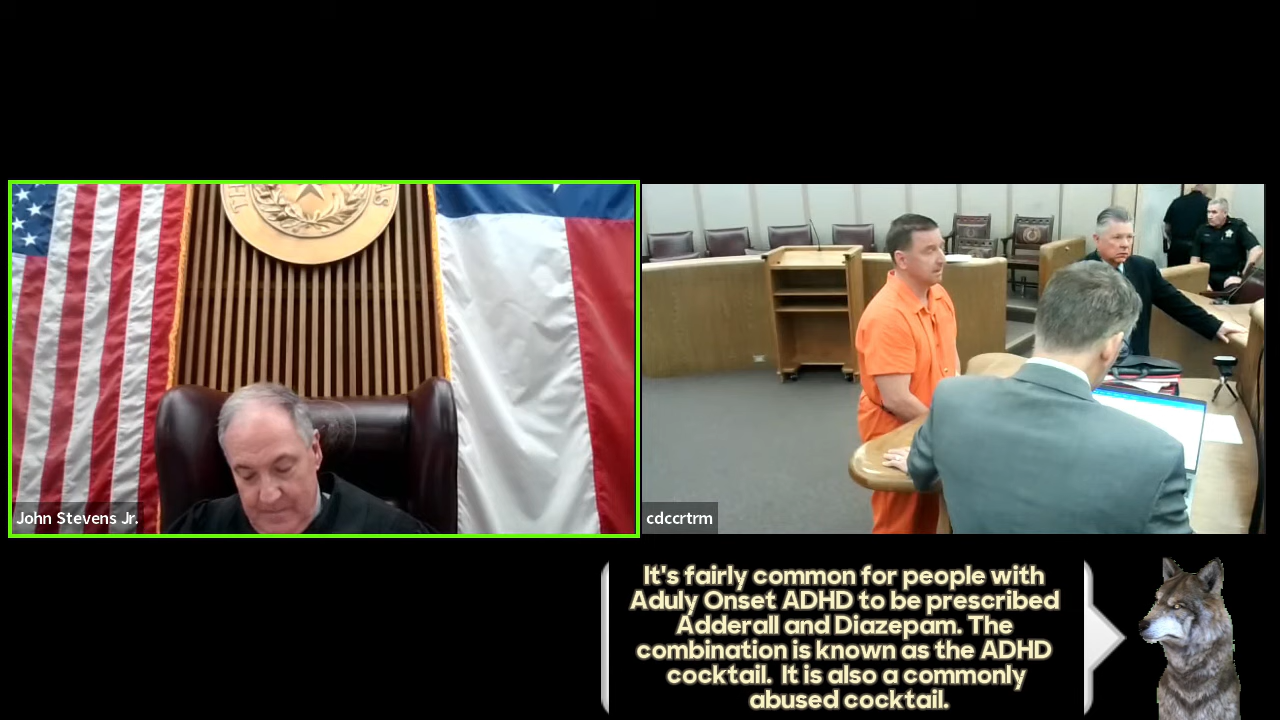 John Stevens Jr.
cdccrtrm
It's fairly common for people with
Aduly Onset ADHD to be prescribed
Adderall and Diazepam. The
combination is known as the ADHD
cocktail. It is also a commonly
abused cocktail.